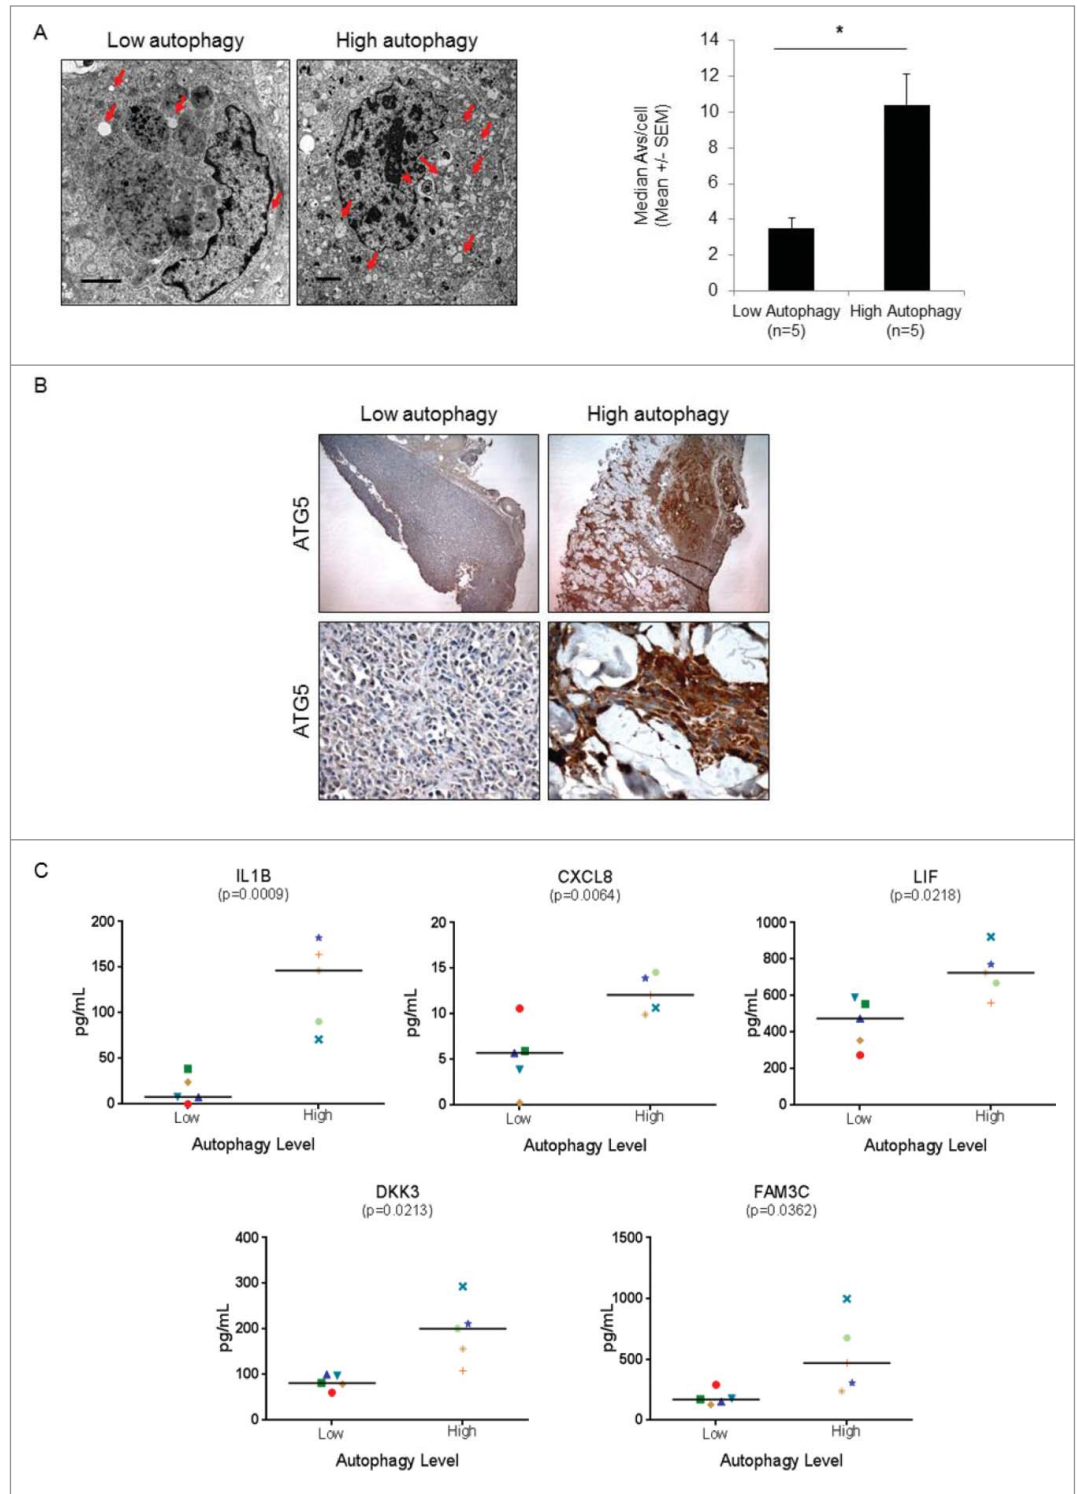 A
Low autophagy
High autophagy
*
Median Avs/cell
(Mean +/- SEM)
14
12
10
8
6
4
2
0
Low Autophagy
(n=5)
High Autophagy
(n=5)
B
Low autophagy
High autophagy
ATG5
ATG5
C
IL1B
(p=0.0009)
pg/mL
200
150
100
50
0
Low
High
Autophagy Level
CXCL8
(p=0.0064)
pg/mL
20
15
10
5
0
Low
High
Autophagy Level
LIF
(p=0.0218)
pg/mL
1000
800
600
400
200
0
Low
High
Autophagy Level
DKK3
(p=0.0213)
pg/mL
400
300
200
100
0
Low
High
Autophagy Level
FAM3C
(p=0.0362)
pg/mL
1500
1000
500
0
Low
High
Autophagy Level